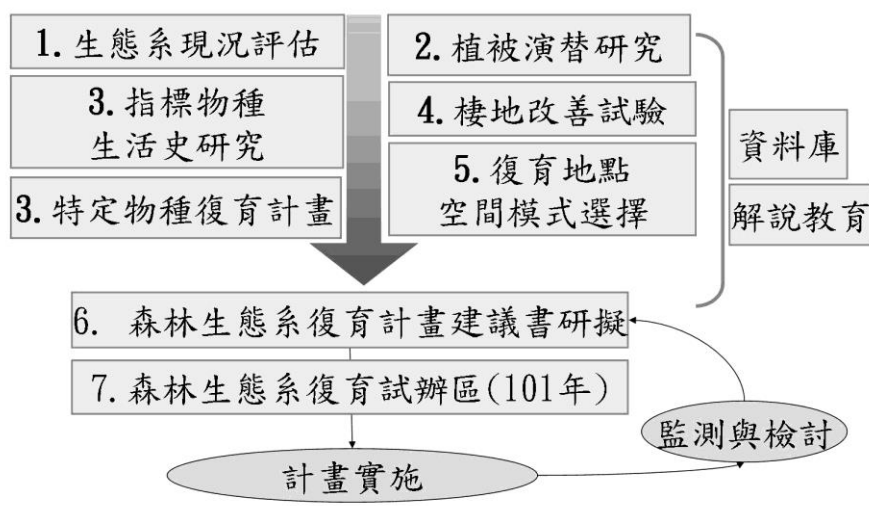 1. 生態系現況評估
2. 植被演替研究
3. 指標物種
生活史研究
4. 棲地改善試驗
3. 特定物種復育計畫
5. 復育地點
空間模式選擇
資料庫
解說教育
6. 森林生態系復育計畫建議書研擬
7. 森林生態系復育試辦區(101年)
監測與檢討
計畫實施